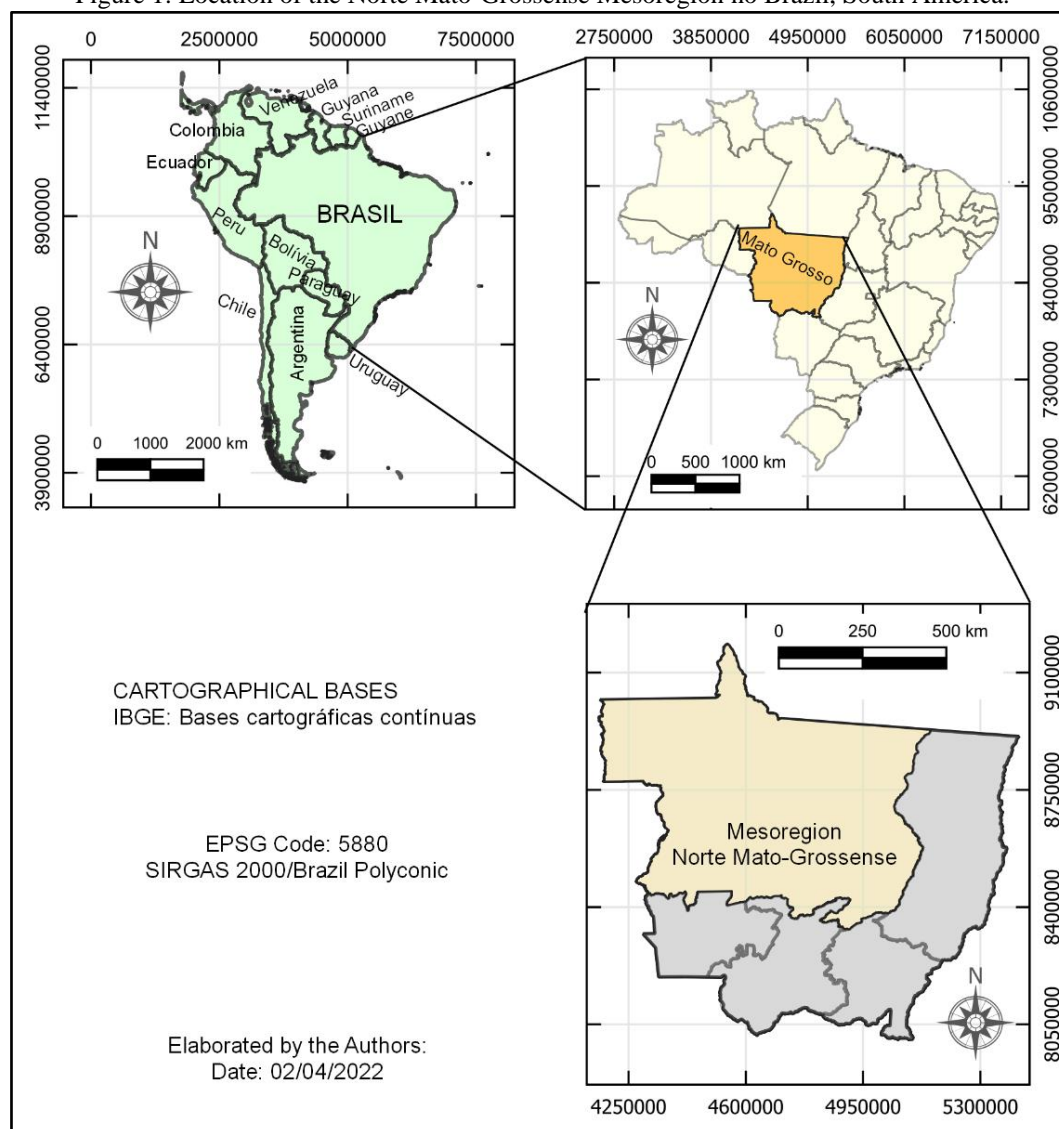 Figure 1: Location of the Norte Mato-Grossense Mesoregion no Brazil, South America.
0 2500000 5000000 7500000
11400000
8900000
6400000
3900000
Venezuela
Guyana
Suriname
Guyane
Colombia
Ecuador
BRASIL
Peru
Bolívia
Paraguay
Chile
Argentina
Uruguay
N
0 1000 2000 km
2750000 3850000 4950000 6050000 7150000
10600000
9500000
8400000
7300000
6200000
Mato Grosso
N
0 500 1000 km
CARTOGRAPHICAL BASES
IBGE: Bases cartográficas contínuas
EPSG Code: 5880
SIRGAS 2000/Brazil Polyconic
Elaborated by the Authors:
Date: 02/04/2022
0 250 500 km
9100000
8750000
8400000
8050000
Mesoregion
Norte Mato-Grossense
N
4250000 4600000 4950000 5300000